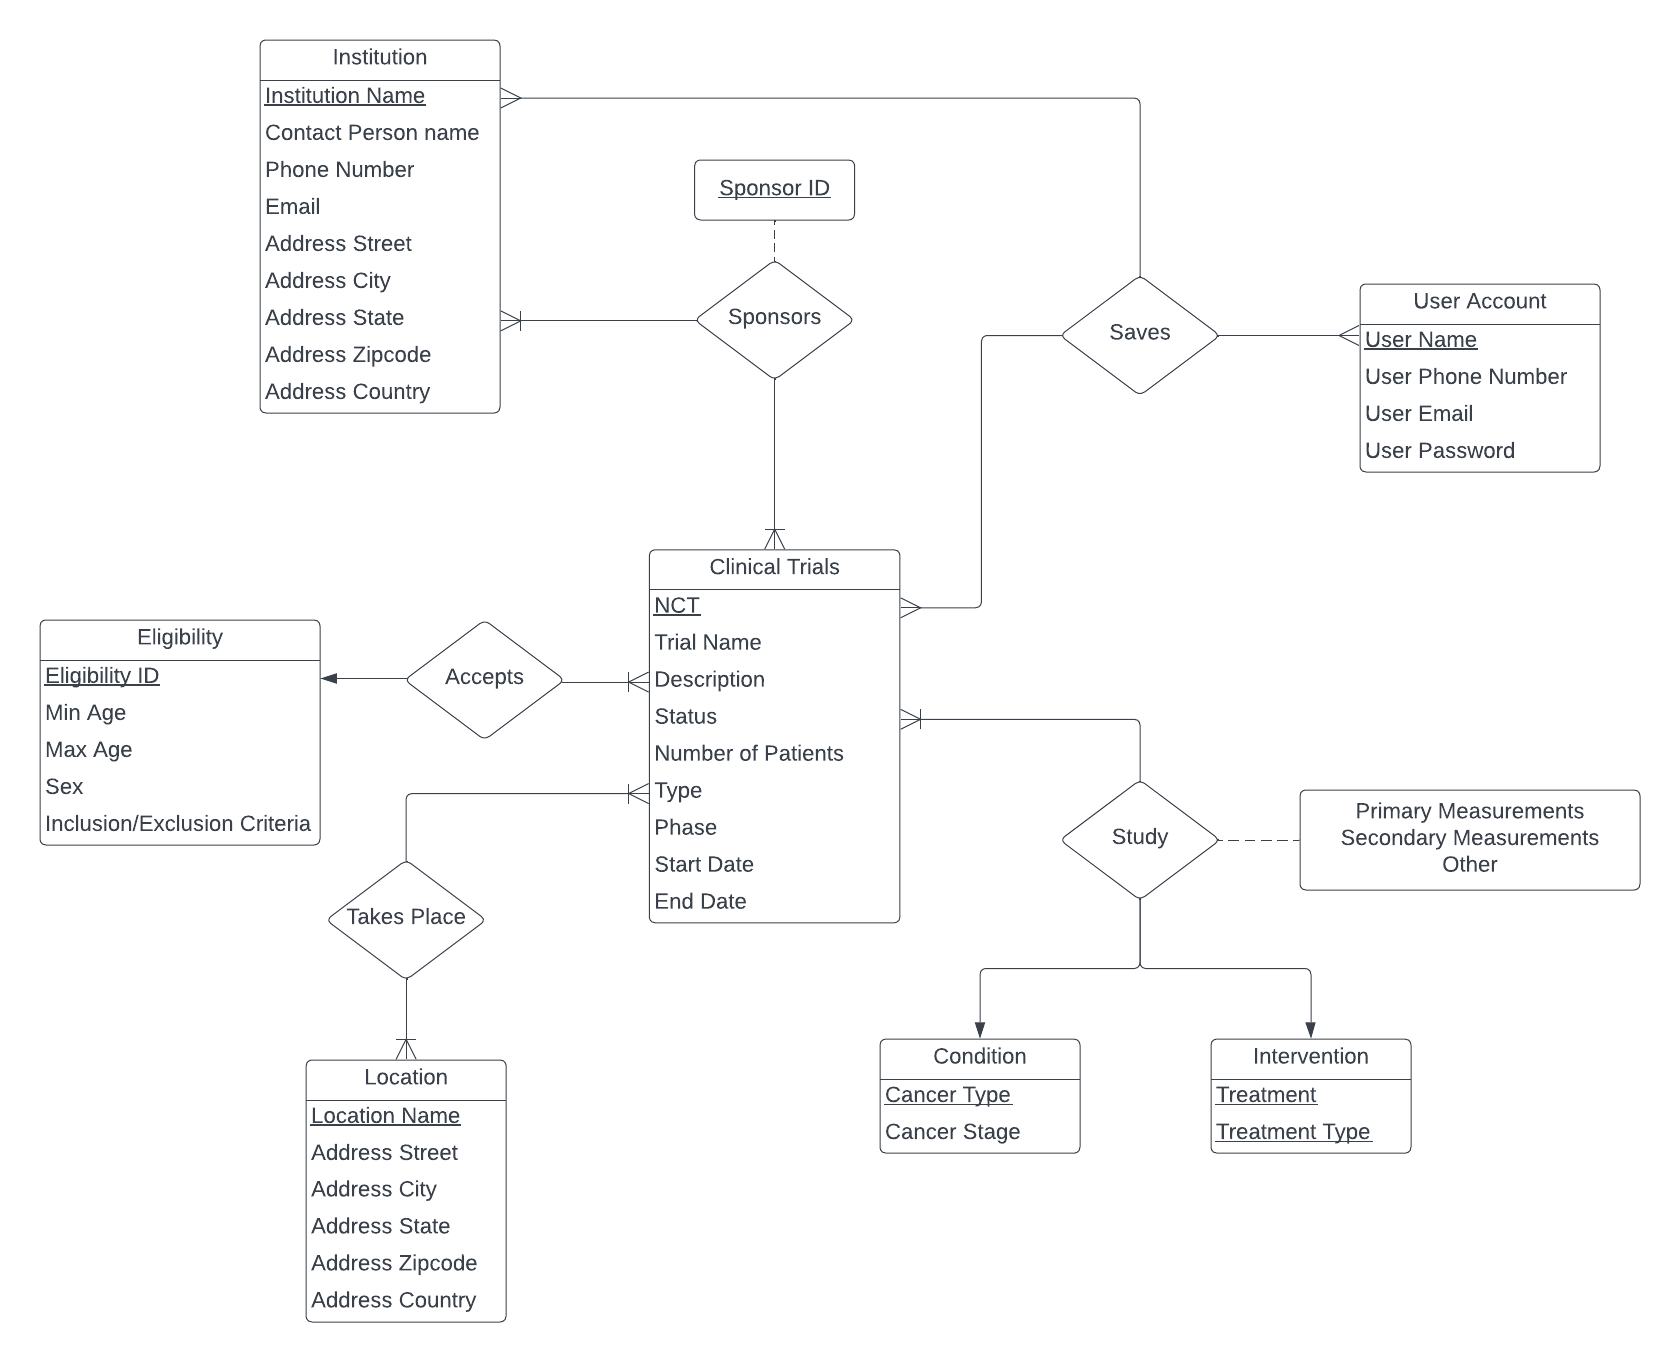 Institution
Institution Name
Contact Person name
Phone Number
Email
Address Street
Address City
Address State
Address Zipcode
Address Country
Sponsor ID
Sponsors
Saves
User Account
User Name
User Phone Number
User Email
User Password
Clinical Trials
NCT
Trial Name
Description
Status
Number of Patients
Type
Phase
Start Date
End Date
Eligibility
Eligibility ID
Min Age
Max Age
Sex
Inclusion/Exclusion Criteria
Accepts
Takes Place
Study
Primary Measurements
Secondary Measurements
Other
Location
Location Name
Address Street
Address City
Address State
Address Zipcode
Address Country
Condition
Cancer Type
Cancer Stage
Intervention
Treatment
Treatment Type